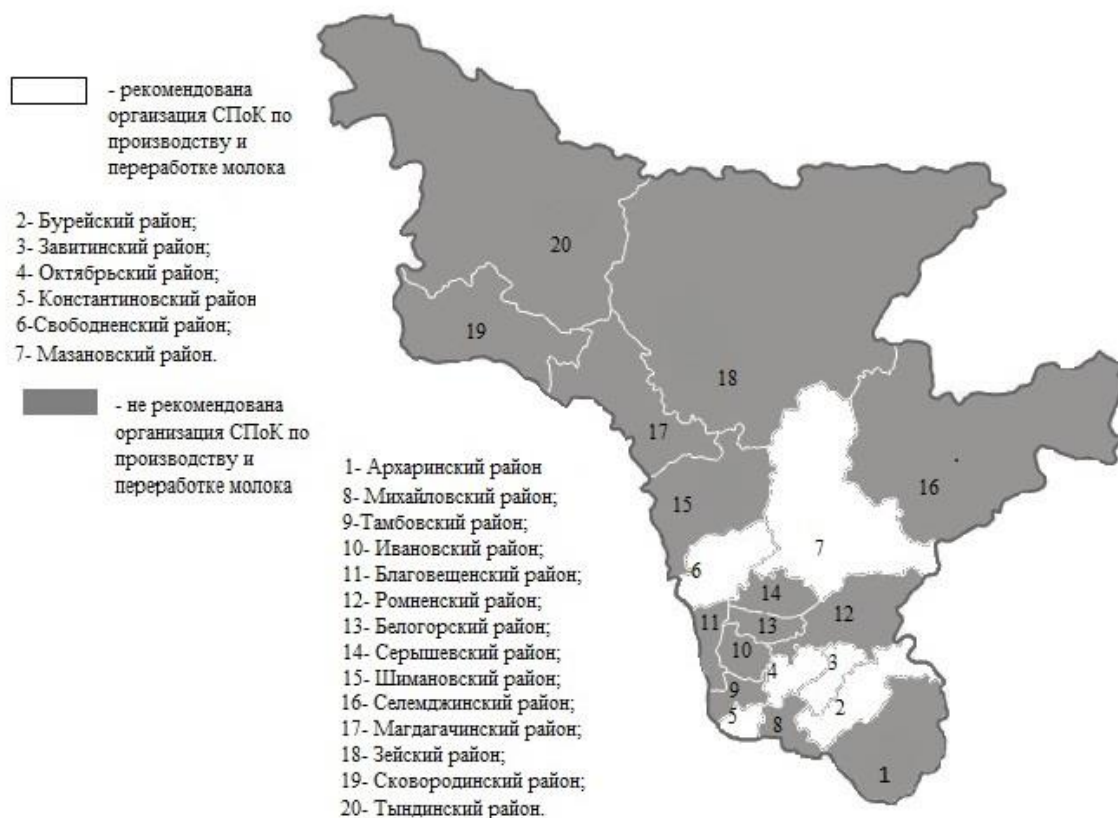 - рекомендована
оргаизация СПоК по
производству и
переработке молока
2- Бурейский район;
3- Завитинский район;
4- Октябрьский район;
5- Константиновский район
6-Свободненский район;
7- Мазановский район.
- не рекомендована
организация СПоК по
производству и
переработке молока
1- Архаринский район
8- Михайловский район;
9-Тамбовский район;
10- Ивановский район;
11- Благовещенский район;
12- Ромненский район;
13- Белогорский район;
14- Серышевский район;
15- Шимановский район;
16- Селемджинский район;
17- Магдагачинский район;
18- Зейский район;
19- Сковородинский район;
20- Тындинский район.
20
19
18
17
16
15
7
6
14
12
11
13
10
3
4
9
2
5
8
1